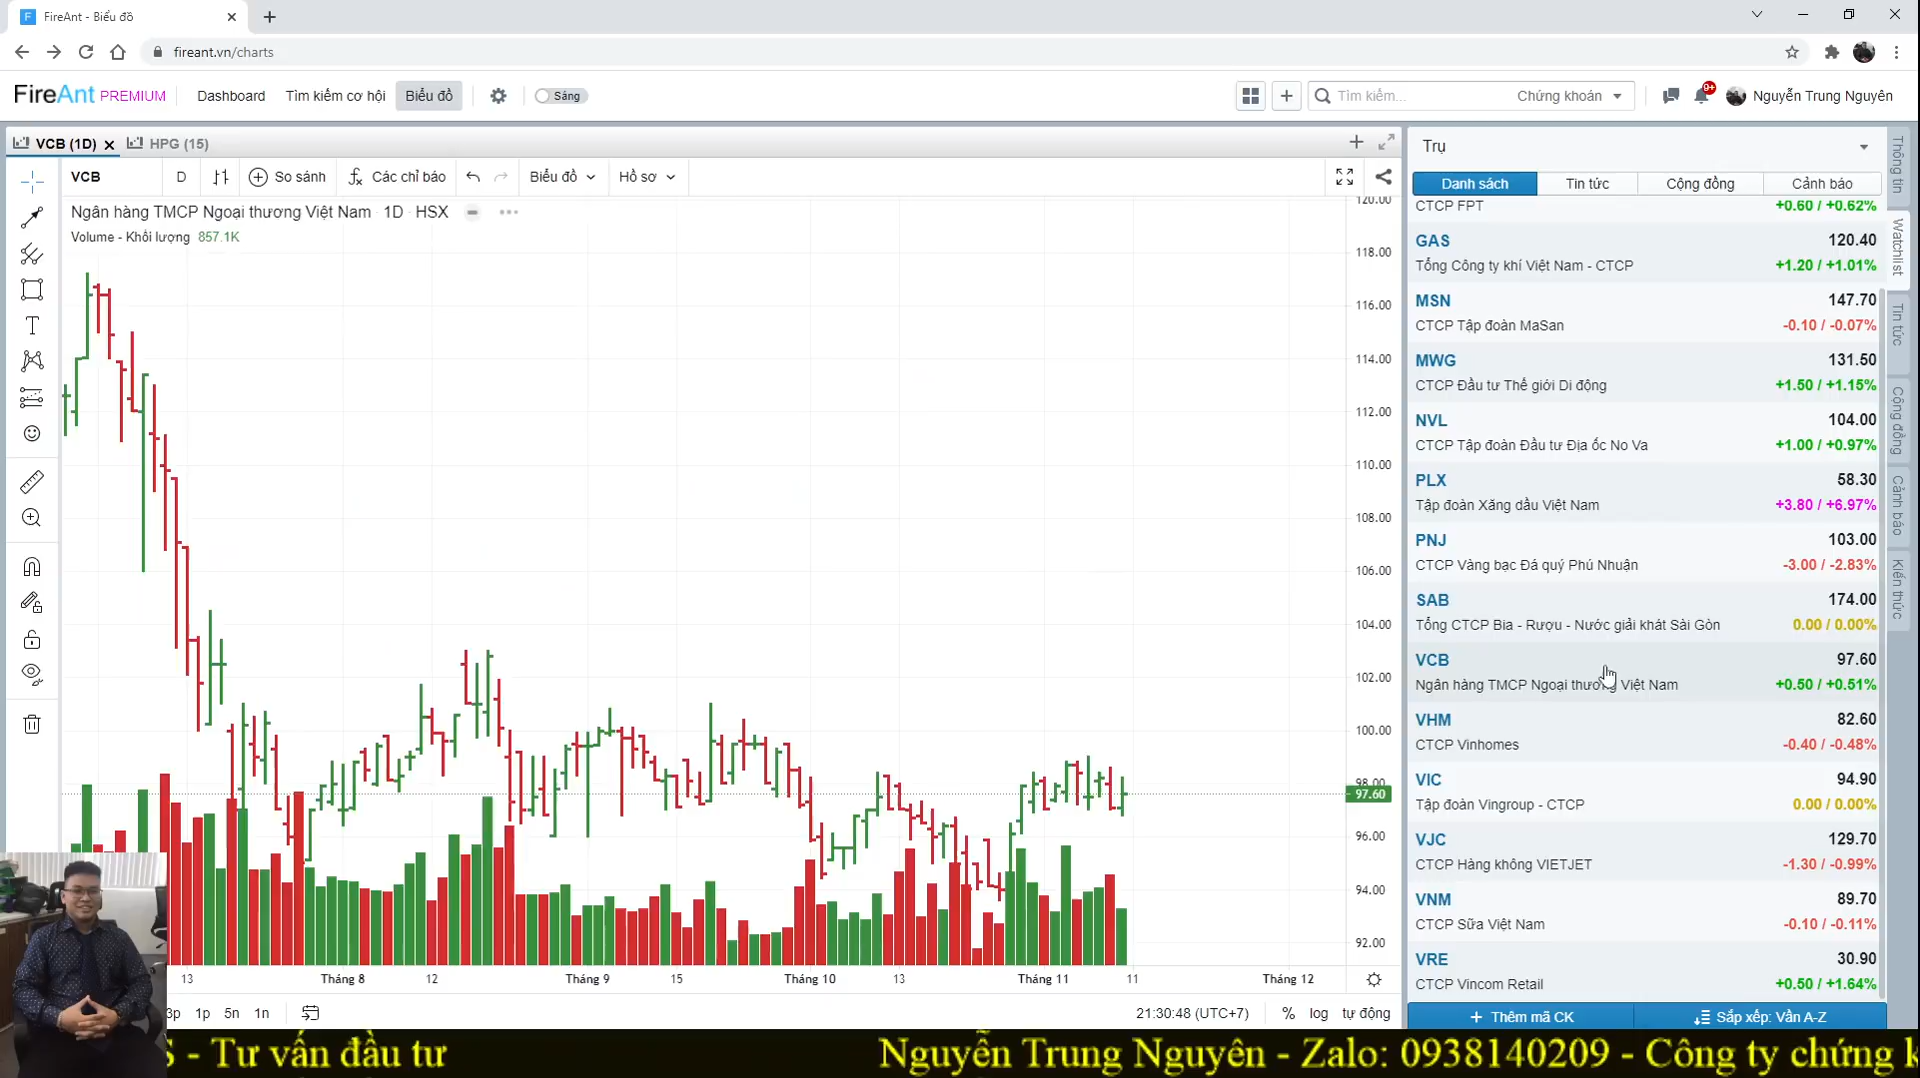 FireAnt - Biểu đồ
fireant.vn/charts
FireAnt PREMIUM
Dashboard
Tìm kiếm cơ hội
Biểu đồ
Sáng
Tìm kiếm...
Chứng khoán
9+
Nguyễn Trung Nguyên
VCB (1D)
HPG (15)
VCB
D
So sánh
Các chỉ báo
Biểu đồ
Hồ sơ
Ngân hàng TMCP Ngoại thương Việt Nam 1D HSX
Volume - Khối lượng 857.1K
120.00
118.00
116.00
114.00
112.00
110.00
108.00
106.00
104.00
102.00
100.00
98.00
97.60
96.00
94.00
92.00
13
Tháng 8
12
Tháng 9
15
Tháng 10
13
Tháng 11
11
Tháng 12
3p
1p
5n
1n
21:30:48 (UTC+7)
%
log
tự động
Trụ
Danh sách
Tin tức
Cộng đồng
Cảnh báo
CTCP FPT
+0.60 / +0.62%
GAS
120.40
Tổng Công ty khí Việt Nam - CTCP
+1.20 / +1.01%
MSN
147.70
CTCP Tập đoàn MaSan
-0.10 / -0.07%
MWG
131.50
CTCP Đầu tư Thế giới Di động
+1.50 / +1.15%
NVL
104.00
CTCP Tập đoàn Đầu tư Địa ốc No Va
+1.00 / +0.97%
PLX
58.30
Tập đoàn Xăng dầu Việt Nam
+3.80 / +6.97%
PNJ
103.00
CTCP Vàng bạc Đá quý Phú Nhuận
-3.00 / -2.83%
SAB
174.00
Tổng CTCP Bia - Rượu - Nước giải khát Sài Gòn
0.00 / 0.00%
VCB
97.60
Ngân hàng TMCP Ngoại thương Việt Nam
+0.50 / +0.51%
VHM
82.60
CTCP Vinhomes
-0.40 / -0.48%
VIC
94.90
Tập đoàn Vingroup - CTCP
0.00 / 0.00%
VJC
129.70
CTCP Hàng không VIETJET
-1.30 / -0.99%
VNM
89.70
CTCP Sữa Việt Nam
-0.10 / -0.11%
VRE
30.90
CTCP Vincom Retail
+0.50 / +1.64%
Thêm mã CK
Sắp xếp: Vần A-Z
Thông tin
Watchlist
Tin tức
Cộng đồng
Cảnh báo
Kiến thức
S - Tư vấn đầu tư
Nguyễn Trung Nguyên - Zalo: 0938140209 - Công ty chứng k